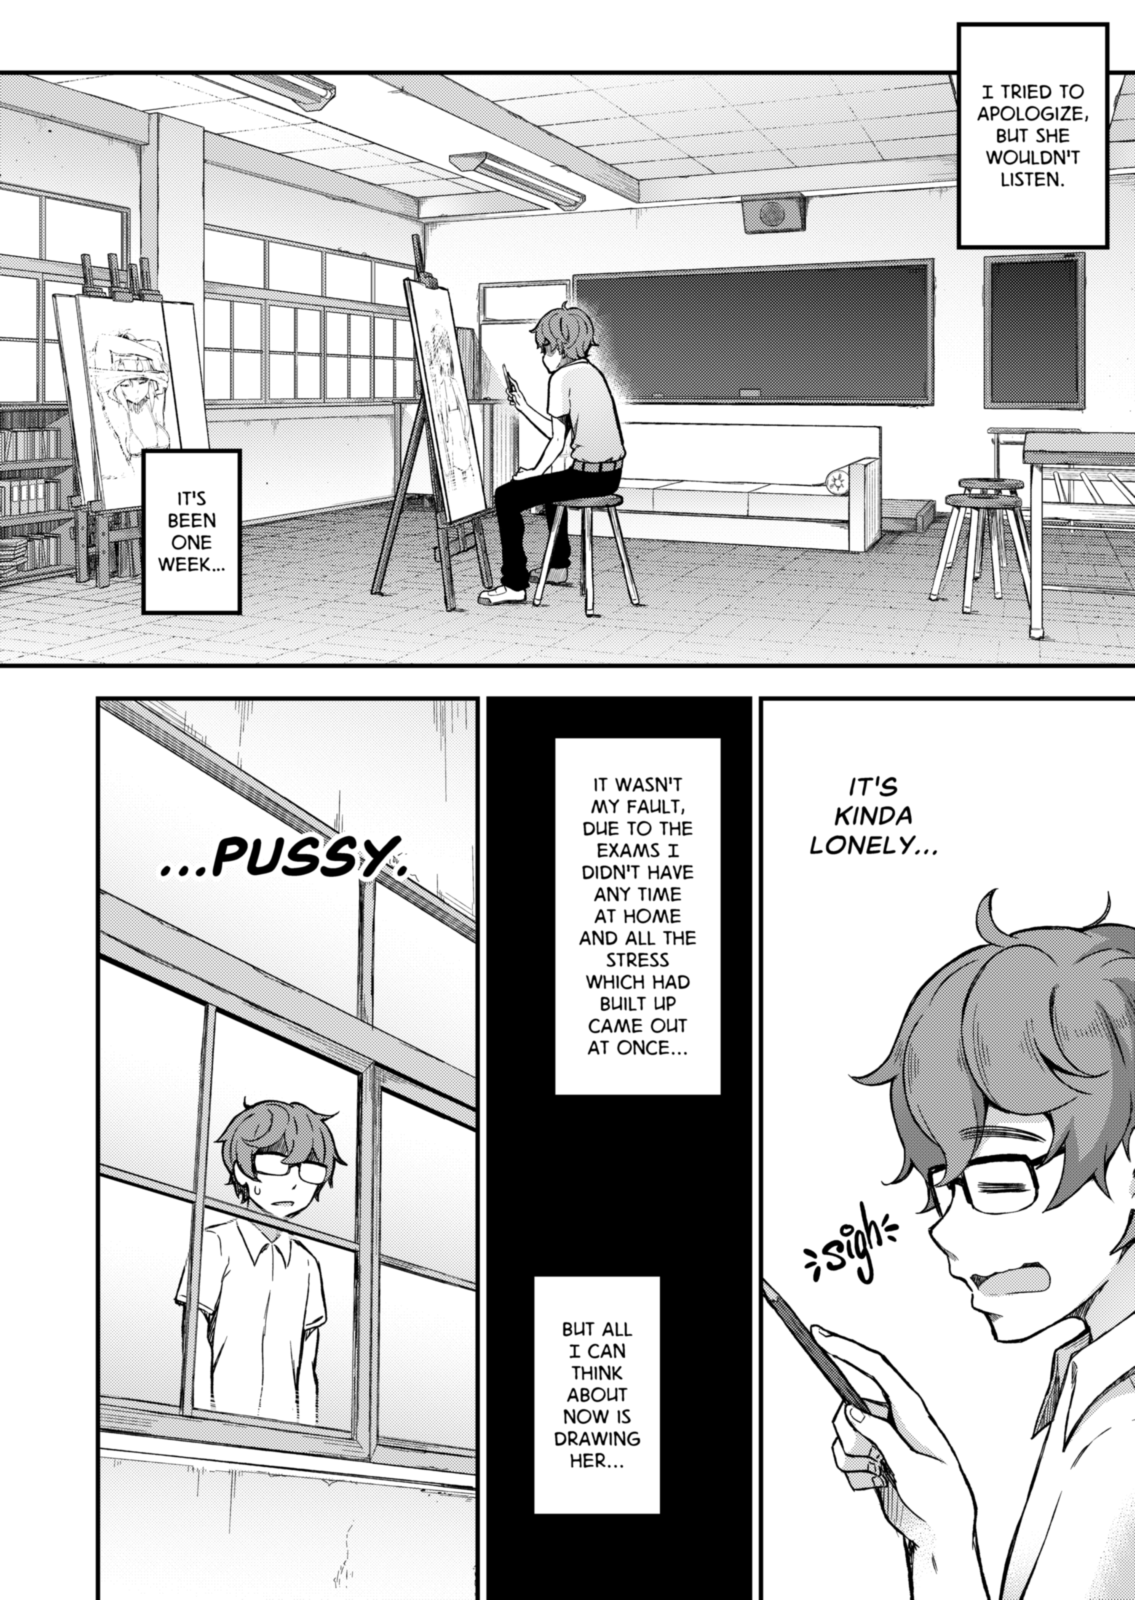 I TRIED TO
APOLOGIZE,
BUT SHE
WOULDN'T
LISTEN.
IT'S
BEEN
ONE
WEEK...
IT'S
KINDA
LONELY...
sigh
IT WASN'T
MY FAULT,
DUE TO THE
EXAMS I
DIDN'T HAVE
ANY TIME
AT HOME
AND ALL THE
STRESS
WHICH HAD
BUILT UP
CAME OUT
AT ONCE...
BUT ALL
I CAN
THINK
ABOUT
NOW IS
DRAWING
HER...
...PUSSY.